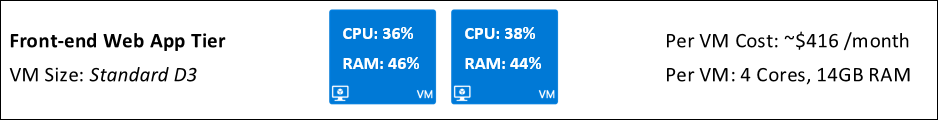 Front-end Web App Tier
VM Size: Standard D3
CPU: 36%
RAM: 46%
VM
CPU: 38%
RAM: 44%
VM
Per VM Cost: ~$416 /month
Per VM: 4 Cores, 14GB RAM